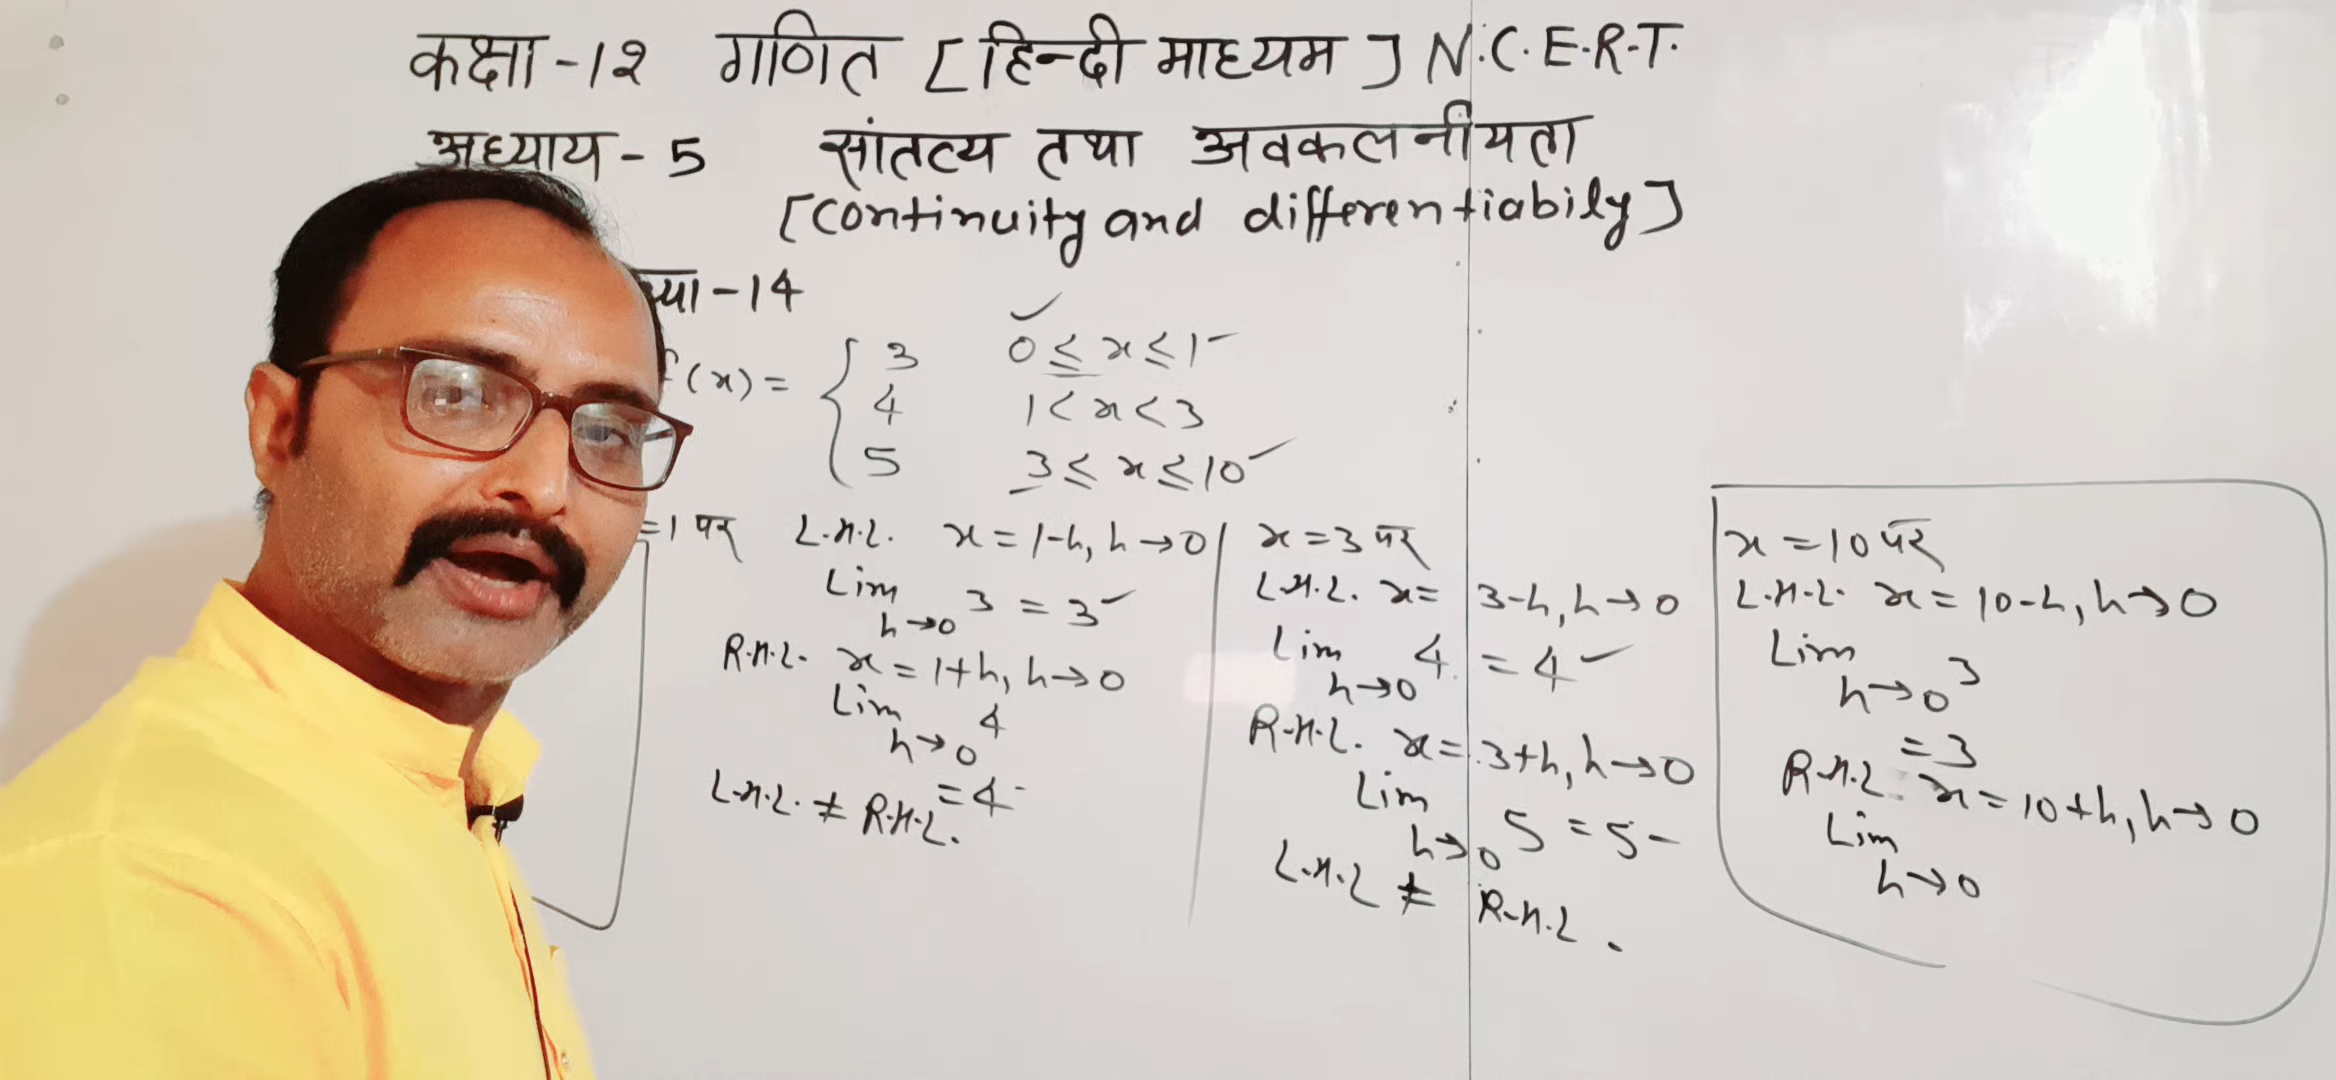 कक्षा-1२ गणित [हिन्दी माध्यम] N.C.E.R.T.
अध्याय-5 सांतत्य तथा अवकलनीयता
[Continuity and differentiabily]
-14
f(x) = { 3 0 ≤ x ≤ 1
4 1 < x < 3
5 3 ≤ x ≤ 10
=1 पर L.H.L. x = 1-h, h→0
Lim h→0 3 = 3
R.H.L. x = 1+h, h→0
Lim h→0 4
= 4
L.H.L. ≠ R.H.L.
x = 3 पर
L.H.L. x = 3-h, h→0
Lim h→0 4 = 4
R.H.L. x = 3+h, h→0
Lim h→0 5 = 5
L.H.L ≠ R.H.L.
x = 10 पर
L.H.L. x = 10-h, h→0
Lim h→0 3
= 3
R.H.L. x = 10+h, h→0
Lim h→0